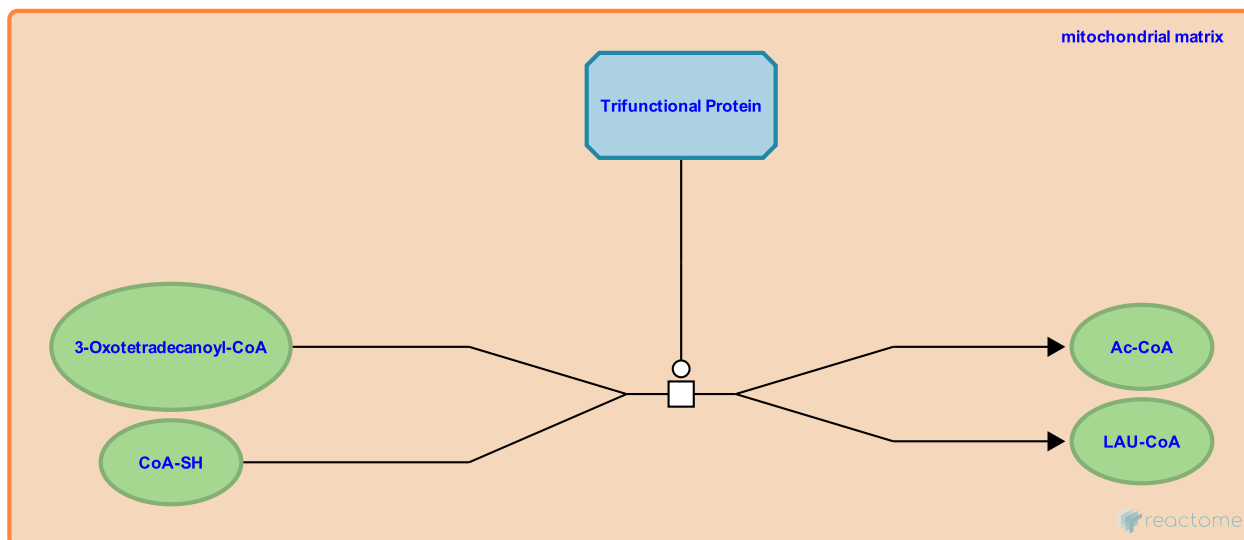 mitochondrial matrix
Trifunctional Protein
3-Oxotetradecanoyl-CoA
Ac-CoA
CoA-SH
LAU-CoA
reactome